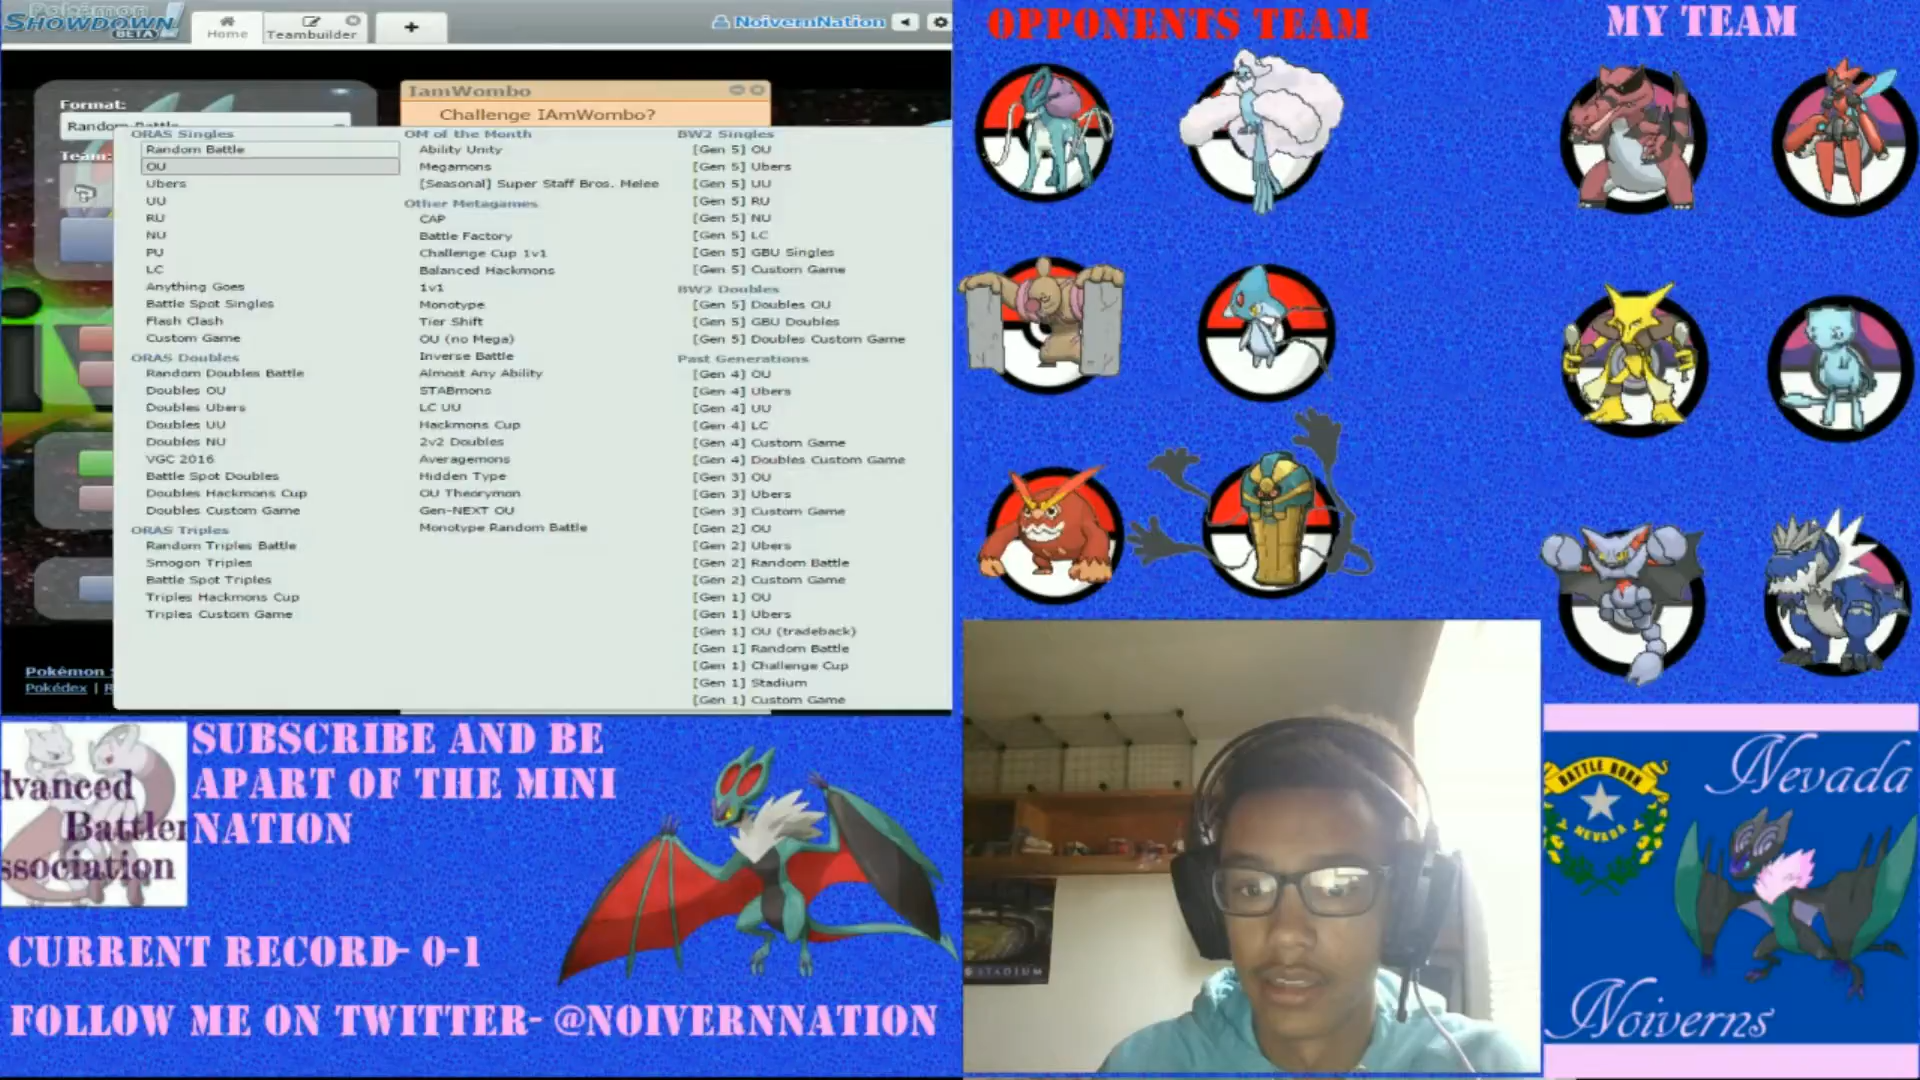 Pokémon
SHOWDOWN!
BETA
Home
Teambuilder
+
NoivernNation
Format:
Random Battle
Team:
IamWombo
Challenge IAmWombo?
ORAS Singles
Random Battle
OU
Ubers
UU
RU
NU
PU
LC
Anything Goes
Battle Spot Singles
Flash Clash
Custom Game
ORAS Doubles
Random Doubles Battle
Doubles OU
Doubles Ubers
Doubles UU
Doubles NU
VGC 2016
Battle Spot Doubles
Doubles Hackmons Cup
Doubles Custom Game
ORAS Triples
Random Triples Battle
Smogon Triples
Battle Spot Triples
Triples Hackmons Cup
Triples Custom Game
OM of the Month
Ability Unity
Megamons
[Seasonal] Super Staff Bros. Melee
Other Metagames
CAP
Battle Factory
Challenge Cup 1v1
Balanced Hackmons
1v1
Monotype
Tier Shift
OU (no Mega)
Inverse Battle
Almost Any Ability
STABmons
LC UU
Hackmons Cup
2v2 Doubles
Averagemons
Hidden Type
OU Theorymon
Gen-NEXT OU
Monotype Random Battle
BW2 Singles
[Gen 5] OU
[Gen 5] Ubers
[Gen 5] UU
[Gen 5] RU
[Gen 5] NU
[Gen 5] LC
[Gen 5] GBU Singles
[Gen 5] Custom Game
BW2 Doubles
[Gen 5] Doubles OU
[Gen 5] GBU Doubles
[Gen 5] Doubles Custom Game
Past Generations
[Gen 4] OU
[Gen 4] Ubers
[Gen 4] UU
[Gen 4] LC
[Gen 4] Custom Game
[Gen 4] Doubles Custom Game
[Gen 3] OU
[Gen 3] Ubers
[Gen 3] Custom Game
[Gen 2] OU
[Gen 2] Ubers
[Gen 2] Random Battle
[Gen 2] Custom Game
[Gen 1] OU
[Gen 1] Ubers
[Gen 1] OU (tradeback)
[Gen 1] Random Battle
[Gen 1] Challenge Cup
[Gen 1] Stadium
[Gen 1] Custom Game
Pokémon
Pokédex | R
OPPONENTS TEAM
MY TEAM
dvanced
Battler
ssociation
SUBSCRIBE AND BE
APART OF THE MINI
NATION
CURRENT RECORD- 0-1
FOLLOW ME ON TWITTER- @NOIVERNNATION
STADIUM
BATTLE BORN
NEVADA
Nevada
Noiverns